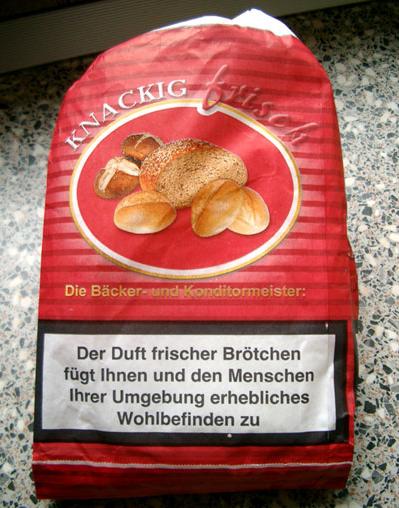 KNACKIG frisch
Die Bäcker- und Konditormeister:
Der Duft frischer Brötchen
fügt Ihnen und den Menschen
Ihrer Umgebung erhebliches
Wohlbefinden zu